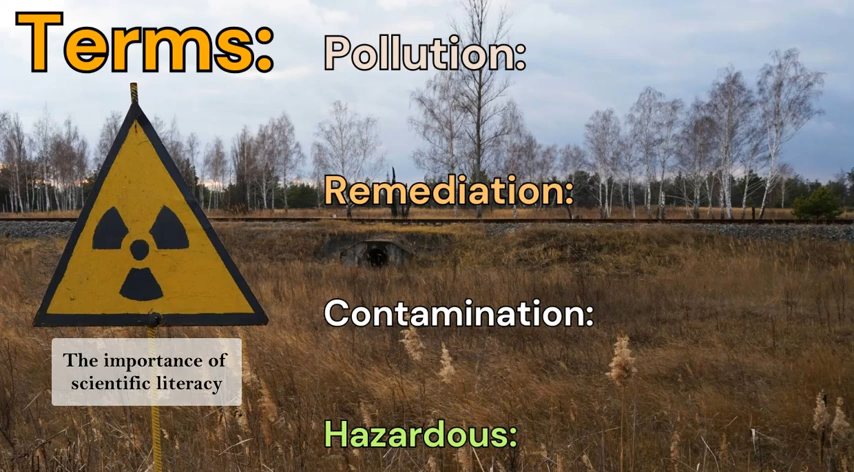 Terms:
Pollution:
Remediation:
Contamination:
Hazardous:
The importance of
scientific literacy